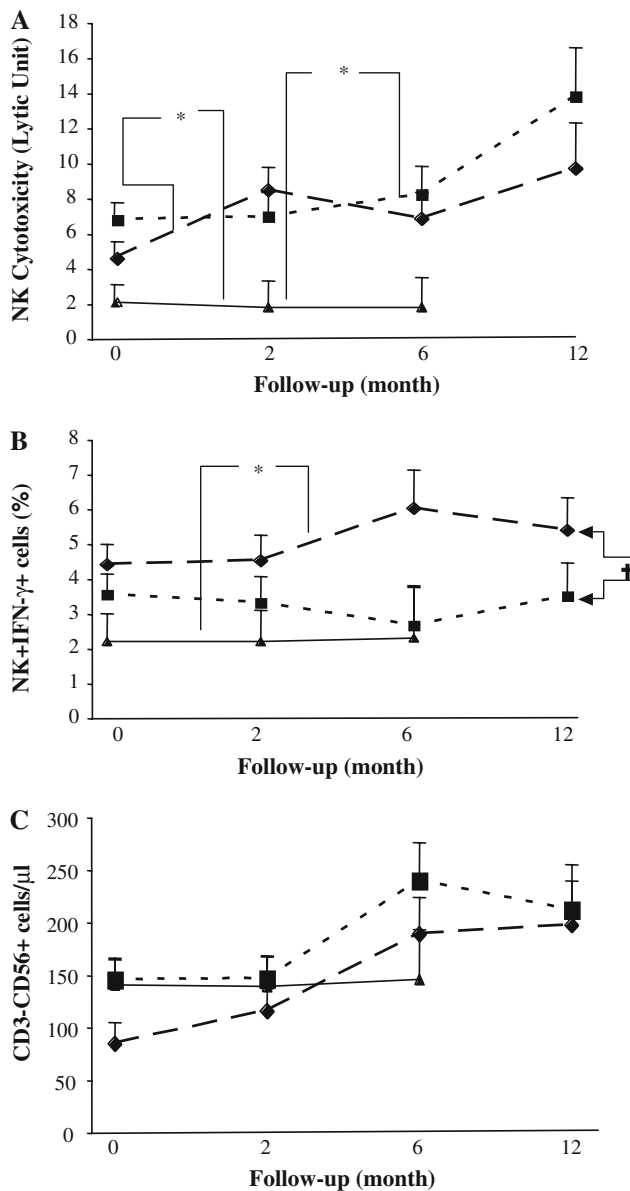 A
NK Cytotoxicity (Lytic Unit)
18
16
14
12
10
8
6
4
2
0
*
*
0 2 6 12
Follow-up (month)
B
NK+IFN-γ+ cells (%)
8
7
6
5
4
3
2
1
0
*
+
0 2 6 12
Follow-up (month)
C
CD3-CD56+ cells/µl
300
250
200
150
100
50
0
0 2 6 12
Follow-up (month)